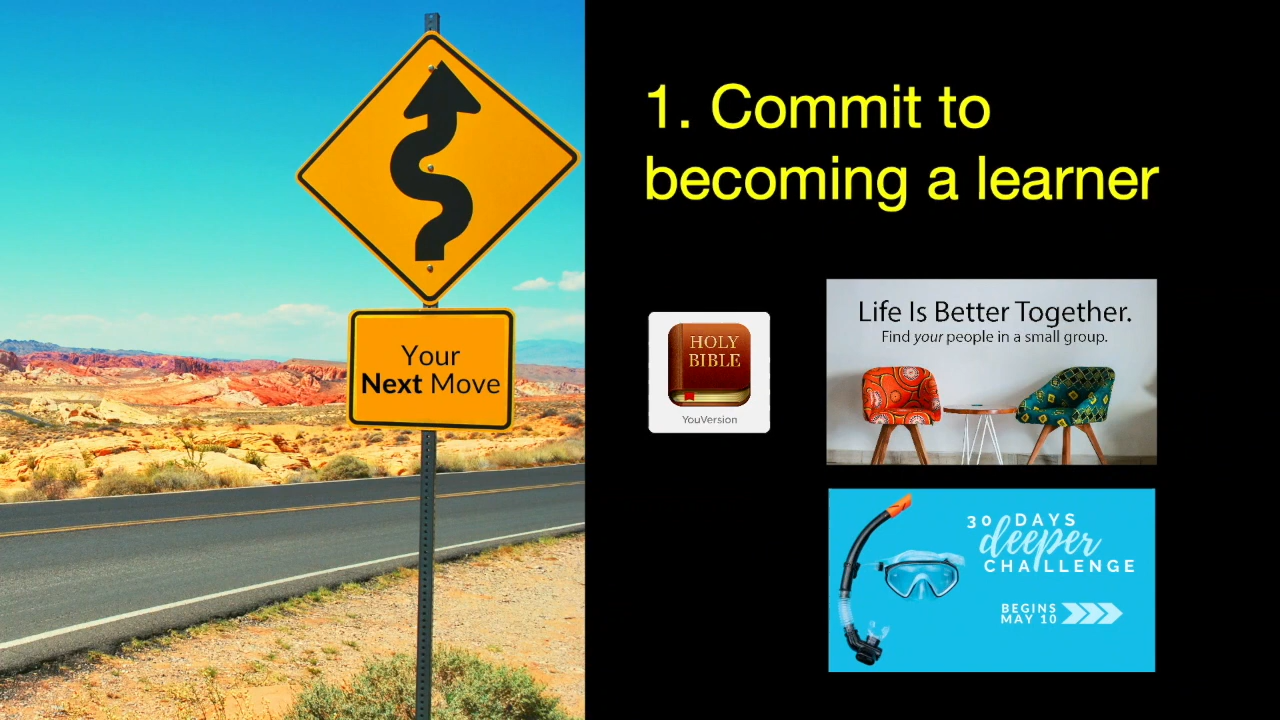 Your
Next Move
1. Commit to
becoming a learner
HOLY
BIBLE
YouVersion
Life Is Better Together.
Find your people in a small group.
30 DAYS
deeper
CHALLENGE
BEGINS
MAY 10